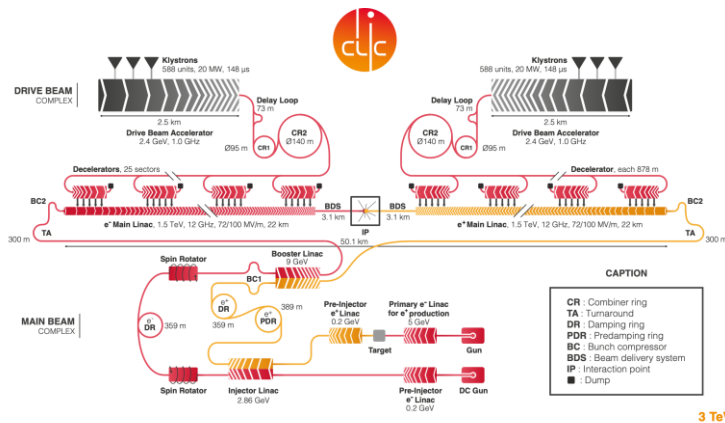 clic
Klystrons
588 units, 20 MW, 148 µs
Klystrons
588 units, 20 MW, 148 µs
DRIVE BEAM
COMPLEX
Delay Loop
73 m
Delay Loop
73 m
2.5 km
Drive Beam Accelerator
2.4 GeV, 1.0 GHz
CR2
Ø140 m
CR1
Ø95 m
CR2
Ø140 m
CR1
Ø95 m
2.5 km
Drive Beam Accelerator
2.4 GeV, 1.0 GHz
Decelerators, 25 sectors
Decelerator, each 878 m
BC2
BDS
3.1 km
BDS
3.1 km
BC2
TA
e⁻ Main Linac, 1.5 TeV, 12 GHz, 72/100 MV/m, 22 km
IP
e⁺ Main Linac, 1.5 TeV, 12 GHz, 72/100 MV/m, 22 km
TA
300 m
50.1 km
300 m
Booster Linac
9 GeV
Spin Rotator
BC1
MAIN BEAM
COMPLEX
e⁻
DR
359 m
e⁺
DR
359 m
e⁺
PDR
389 m
Pre-Injector
e⁺ Linac
0.2 GeV
Primary e⁻ Linac
for e⁺ production
5 GeV
Target
Gun
Spin Rotator
Injector Linac
2.86 GeV
Pre-Injector
e⁻ Linac
0.2 GeV
DC Gun
CAPTION
CR : Combiner ring
TA : Turnaround
DR : Damping ring
PDR : Predamping ring
BC : Bunch compressor
BDS : Beam delivery system
IP : Interaction point
: Dump
3 TeV